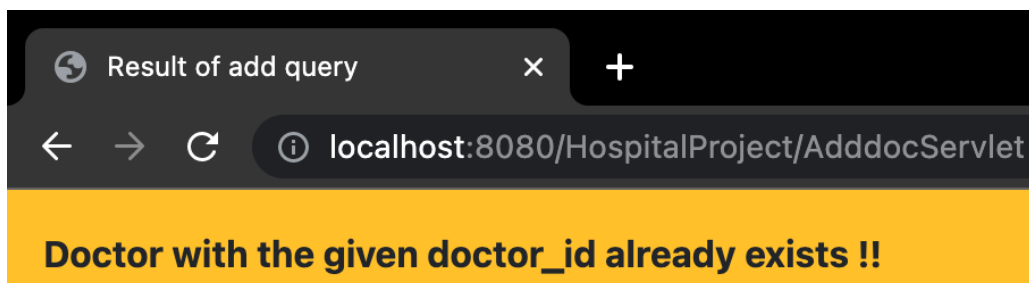 Result of add query
localhost:8080/HospitalProject/AdddocServlet
Doctor with the given doctor_id already exists !!